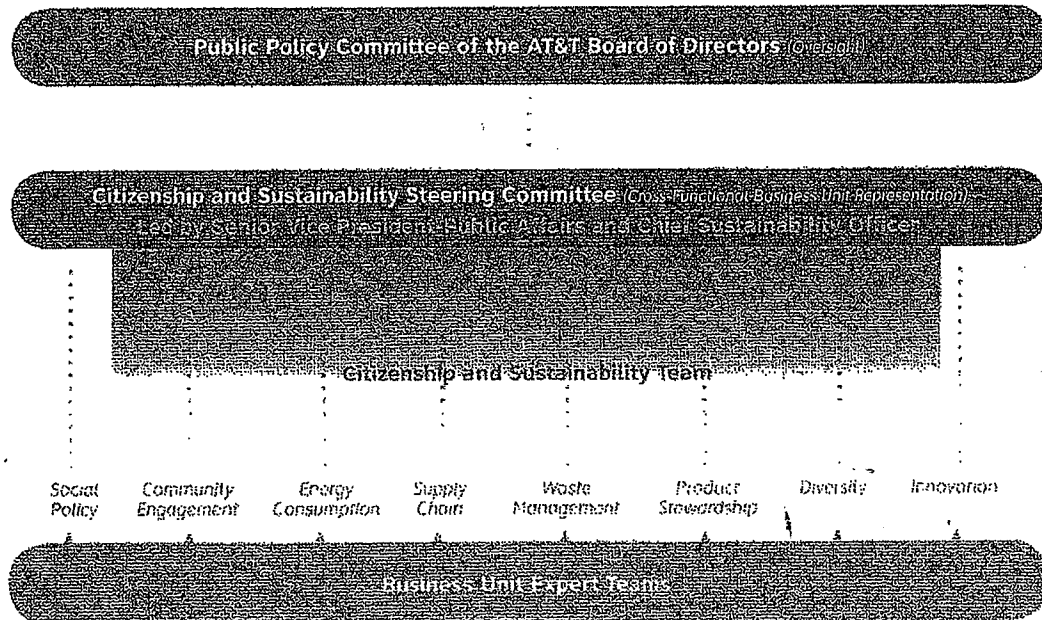 Public Policy Committee of the AT&T Board of Directors (Oversight)
Citizenship and Sustainability Steering Committee (Cross-Functional Business Unit Representation)
Led by Senior Vice President-Public Affairs and Chief Sustainability Officer
Citizenship and Sustainability Team
Social Policy
Community Engagement
Energy Consumption
Supply Chain
Waste Management
Product Stewardship
Diversity
Innovation
Business Unit Expert Teams